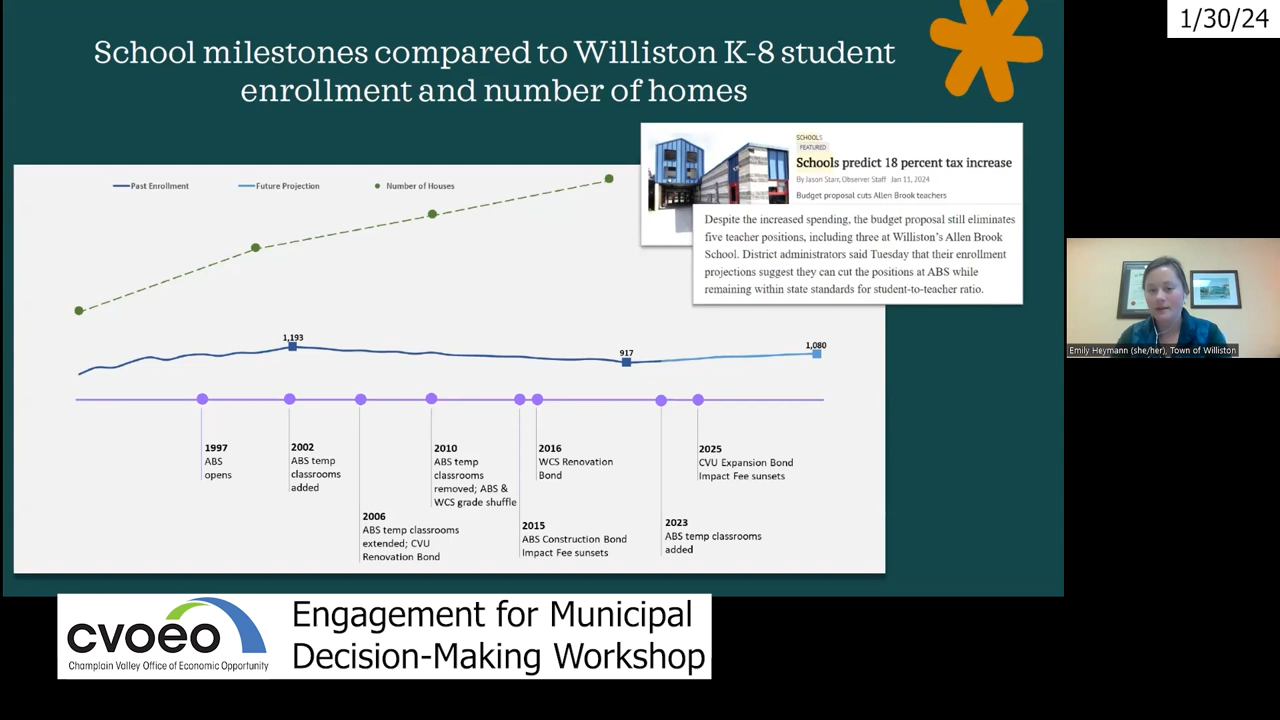 1/30/24
School milestones compared to Williston K-8 student
enrollment and number of homes
SCHOOLS
FEATURED
Schools predict 18 percent tax increase
By Jason Starr, Observer Staff Jan 11, 2024
Budget proposal cuts Allen Brook teachers
Despite the increased spending, the budget proposal still eliminates
five teacher positions, including three at Williston's Allen Brook
School. District administrators said Tuesday that their enrollment
projections suggest they can cut the positions at ABS while
remaining within state standards for student-to-teacher ratio.
Past Enrollment
Future Projection
Number of Houses
1,193
917
1,080
1997
ABS
opens
2002
ABS temp
classrooms
added
2006
ABS temp classrooms
extended; CVU
Renovation Bond
2010
ABS temp
classrooms
removed; ABS &
WCS grade shuffle
2015
ABS Construction Bond
Impact Fee sunsets
2016
WCS Renovation
Bond
2023
ABS temp classrooms
added
2025
CVU Expansion Bond
Impact Fee sunsets
Emily Heymann (she/her), Town of Williston
cvoeo
Champlain Valley Office of Economic Opportunity
Engagement for Municipal
Decision-Making Workshop